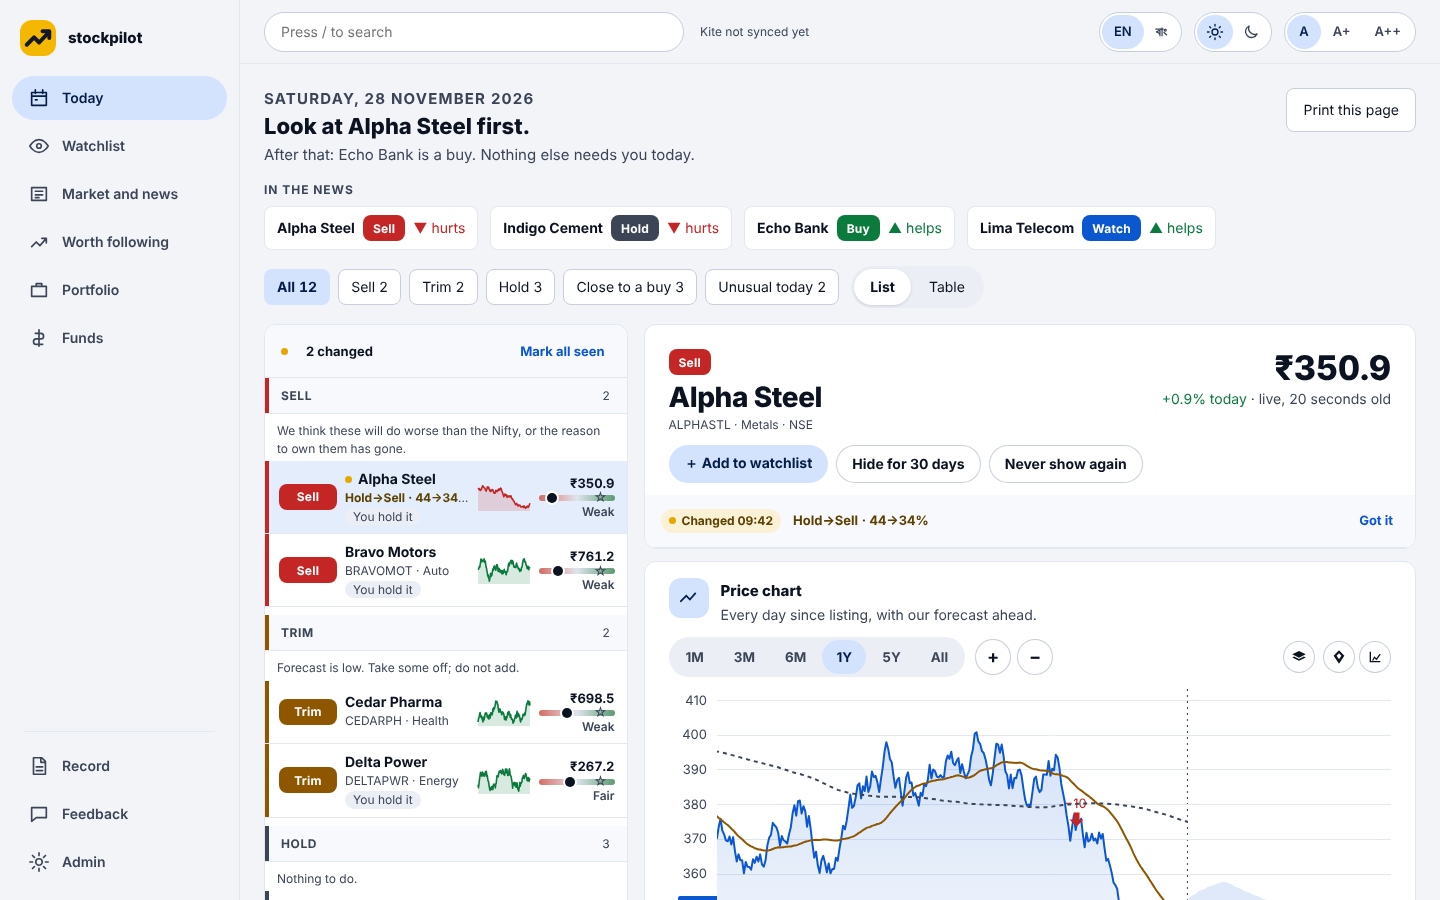 stockpilot
Press / to search
Kite not synced yet
EN
বাং
A
A+
A++
Today
Watchlist
Market and news
Worth following
Portfolio
Funds
Record
Feedback
Admin
SATURDAY, 28 NOVEMBER 2026
Look at Alpha Steel first.
After that: Echo Bank is a buy. Nothing else needs you today.
Print this page
IN THE NEWS
Alpha Steel Sell ▼ hurts
Indigo Cement Hold ▼ hurts
Echo Bank Buy ▲ helps
Lima Telecom Watch ▲ helps
All 12
Sell 2
Trim 2
Hold 3
Close to a buy 3
Unusual today 2
List
Table
2 changed
Mark all seen
SELL 2
We think these will do worse than the Nifty, or the reason
to own them has gone.
Sell
Alpha Steel
Hold→Sell · 44→34…
You hold it
₹350.9
Weak
Sell
Bravo Motors
BRAVOMOT · Auto
You hold it
₹761.2
Weak
TRIM 2
Forecast is low. Take some off; do not add.
Trim
Cedar Pharma
CEDARPH · Health
₹698.5
Weak
Trim
Delta Power
DELTAPWR · Energy
You hold it
₹267.2
Fair
HOLD 3
Nothing to do.
Sell
Alpha Steel
ALPHASTL · Metals · NSE
₹350.9
+0.9% today · live, 20 seconds old
+ Add to watchlist
Hide for 30 days
Never show again
Changed 09:42
Hold→Sell · 44→34%
Got it
Price chart
Every day since listing, with our forecast ahead.
1M
3M
6M
1Y
5Y
All
+
−
410
400
390
380
370
360
10